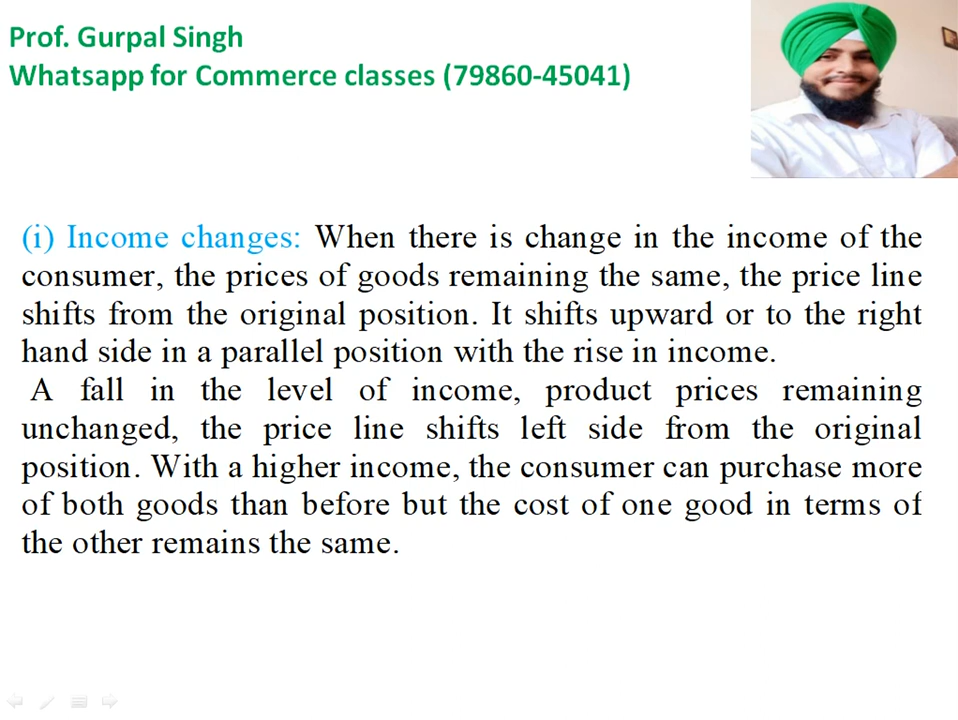 Prof. Gurpal Singh
Whatsapp for Commerce classes (79860-45041)
(i) Income changes: When there is change in the income of the
consumer, the prices of goods remaining the same, the price line
shifts from the original position. It shifts upward or to the right
hand side in a parallel position with the rise in income.
A fall in the level of income, product prices remaining
unchanged, the price line shifts left side from the original
position. With a higher income, the consumer can purchase more
of both goods than before but the cost of one good in terms of
the other remains the same.